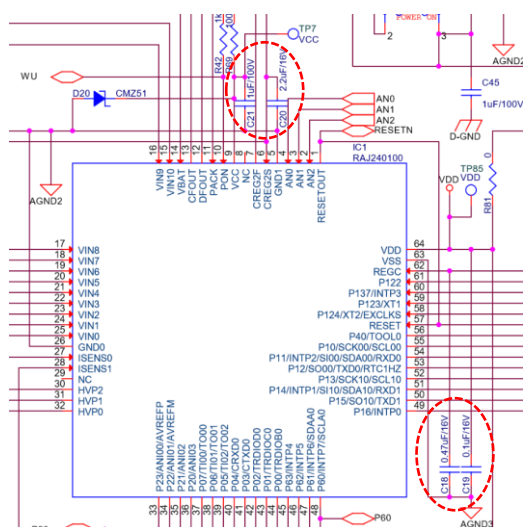 POWER_ON
2
3
AGND2
TP7
VCC
1k
R42
100
R89
1uF/100V
C21
2.2uF/16V
C20
WU
D20
CMZ51
AN0
AN1
AN2
RESETN
C45
1uF/100V
D-GND
IC1
RAJ240100
AGND2
16 15 14 13 12 11 10 9 8 7 6 5 4 3 2 1
VIN9
VIN10
VBAT
CFOUT
DFOUT
PACK
PON
VCC
NC
CREG2F
CREG2S
GND1
AN0
AN1
AN2
RESETOUT
VDD
TP85
VDD
R81
0
17 VIN8
18 VIN7
19 VIN6
20 VIN5
21 VIN4
22 VIN3
23 VIN2
24 VIN1
25 VIN0
26 GND0
27 ISENS0
28 ISENS1
29 NC
30 HVP2
31 HVP1
32 HVP0
VDD 64
VSS 63
REGC 62
P122 61
P137/INTP3 60
P123/XT1 59
P124/XT2/EXCLKS 58
RESET 57
P40/TOOL0 56
P10/SCK00/SCL00 55
P11/INTP2/SI00/SDA00/RXD0 54
P12/SO00/TXD0/RTC1HZ 53
P13/SCK10/SCL10 52
P14/INTP1/SI10/SDA10/RXD1 51
P15/SO10/TXD1 50
P16/INTP0 49
P23/ANI00/AVREFP
P22/ANI01/AVREFM
P21/ANI02
P20/ANI03
P07/TI00/TO00
P06/TI01/TO01
P05/TI02/TO02
P04/CRXD0
P03/CTXD0
P02/TRDIOD0
P01/TRDIOC0
P00/TRDIOB0
P63/INTP4
P62/INTP5
P61/INTP6/SDAA0
P60/INTP7/SCLA0
33 34 35 36 37 38 39 40 41 42 43 44 45 46 47 48
0.47uF/16V
C18
0.1uF/16V
C19
AGND3
P60